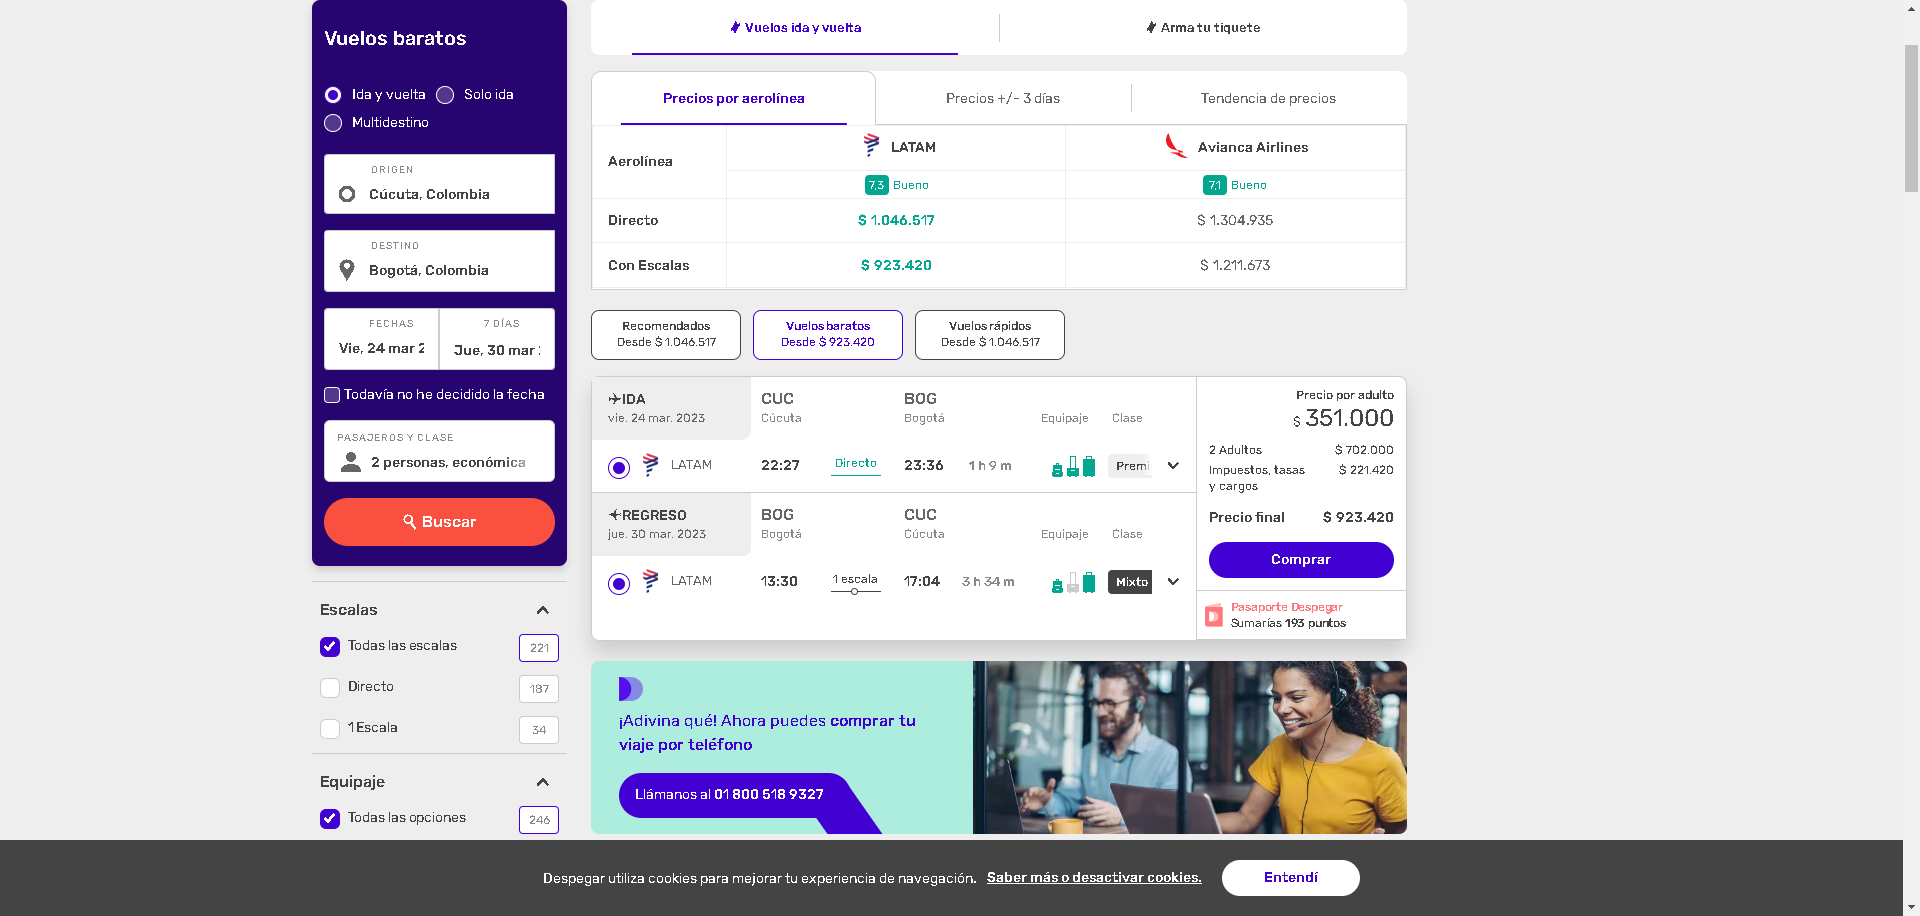 Vuelos baratos
Ida y vuelta
Solo ida
Multidestino
ORIGEN
Cúcuta, Colombia
DESTINO
Bogotá, Colombia
FECHAS
7 DÍAS
Vie, 24 mar 2
Jue, 30 mar :
Todavía no he decidido la fecha
PASAJEROS Y CLASE
2 personas, económica
Buscar
Escalas
Todas las escalas
221
Directo
187
1 Escala
34
Equipaje
Todas las opciones
246
Vuelos ida y vuelta
Arma tu tiquete
Precios por aerolínea
Precios +/- 3 días
Tendencia de precios
Aerolínea
LATAM
Avianca Airlines
7,3 Bueno
7,1 Bueno
Directo
$ 1.046.517
$ 1.304.935
Con Escalas
$ 923.420
$ 1.211.673
Recomendados
Desde $ 1.046.517
Vuelos baratos
Desde $ 923.420
Vuelos rápidos
Desde $ 1.046.517
IDA
vie. 24 mar. 2023
CUC
Cúcuta
BOG
Bogotá
Equipaje
Clase
LATAM
22:27
Directo
23:36
1 h 9 m
Premi
REGRESO
jue. 30 mar. 2023
BOG
Bogotá
CUC
Cúcuta
Equipaje
Clase
LATAM
13:30
1 escala
17:04
3 h 34 m
Mixto
Precio por adulto
$ 351.000
2 Adultos
$ 702.000
Impuestos, tasas
y cargos
$ 221.420
Precio final
$ 923.420
Comprar
Pasaporte Despegar
Sumarías 193 puntos
¡Adivina qué! Ahora puedes comprar tu
viaje por teléfono
Llámanos al 01 800 518 9327
Despegar utiliza cookies para mejorar tu experiencia de navegación.
Saber más o desactivar cookies.
Entendí